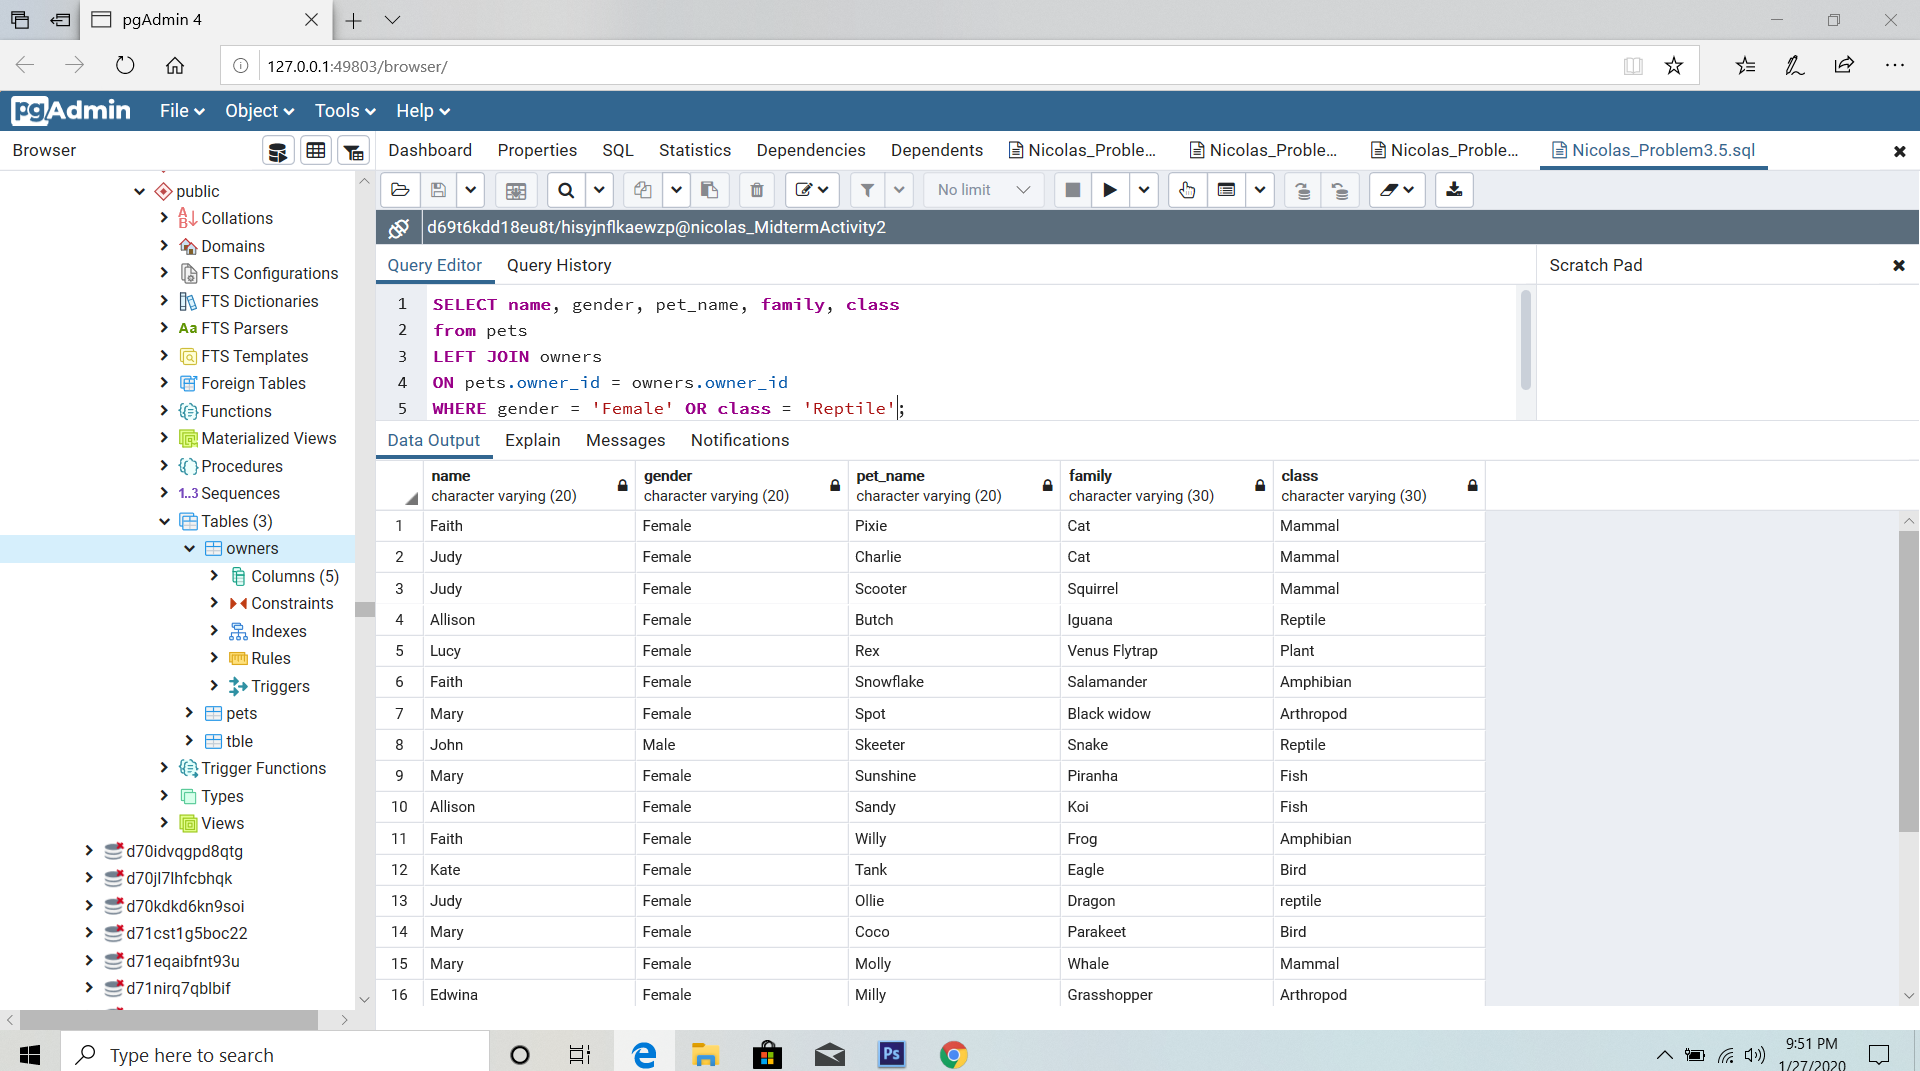 pgAdmin 4
127.0.0.1:49803/browser/
pgAdmin File Object Tools Help
Browser
Dashboard Properties SQL Statistics Dependencies Dependents Nicolas_Proble... Nicolas_Proble... Nicolas_Proble... Nicolas_Problem3.5.sql
No limit
d69t6kdd18eu8t/hisyjnflkaewzp@nicolas_MidtermActivity2
Query Editor Query History
Scratch Pad
1 SELECT name, gender, pet_name, family, class
2 from pets
3 LEFT JOIN owners
4 ON pets.owner_id = owners.owner_id
5 WHERE gender = 'Female' OR class = 'Reptile';
Data Output Explain Messages Notifications
name gender pet_name family class
character varying (20) character varying (20) character varying (20) character varying (30) character varying (30)
1 Faith Female Pixie Cat Mammal
2 Judy Female Charlie Cat Mammal
3 Judy Female Scooter Squirrel Mammal
4 Allison Female Butch Iguana Reptile
5 Lucy Female Rex Venus Flytrap Plant
6 Faith Female Snowflake Salamander Amphibian
7 Mary Female Spot Black widow Arthropod
8 John Male Skeeter Snake Reptile
9 Mary Female Sunshine Piranha Fish
10 Allison Female Sandy Koi Fish
11 Faith Female Willy Frog Amphibian
12 Kate Female Tank Eagle Bird
13 Judy Female Ollie Dragon reptile
14 Mary Female Coco Parakeet Bird
15 Mary Female Molly Whale Mammal
16 Edwina Female Milly Grasshopper Arthropod
public
Collations
Domains
FTS Configurations
FTS Dictionaries
Aa FTS Parsers
FTS Templates
Foreign Tables
Functions
Materialized Views
Procedures
1..3 Sequences
Tables (3)
owners
Columns (5)
Constraints
Indexes
Rules
Triggers
pets
tble
Trigger Functions
Types
Views
d70idvqgpd8qtg
d70jl7lhfcbhqk
d70kdkd6kn9soi
d71cst1g5boc22
d71eqaibfnt93u
d71nirq7qblbif
Type here to search
Ps
9:51 PM
1/27/2020